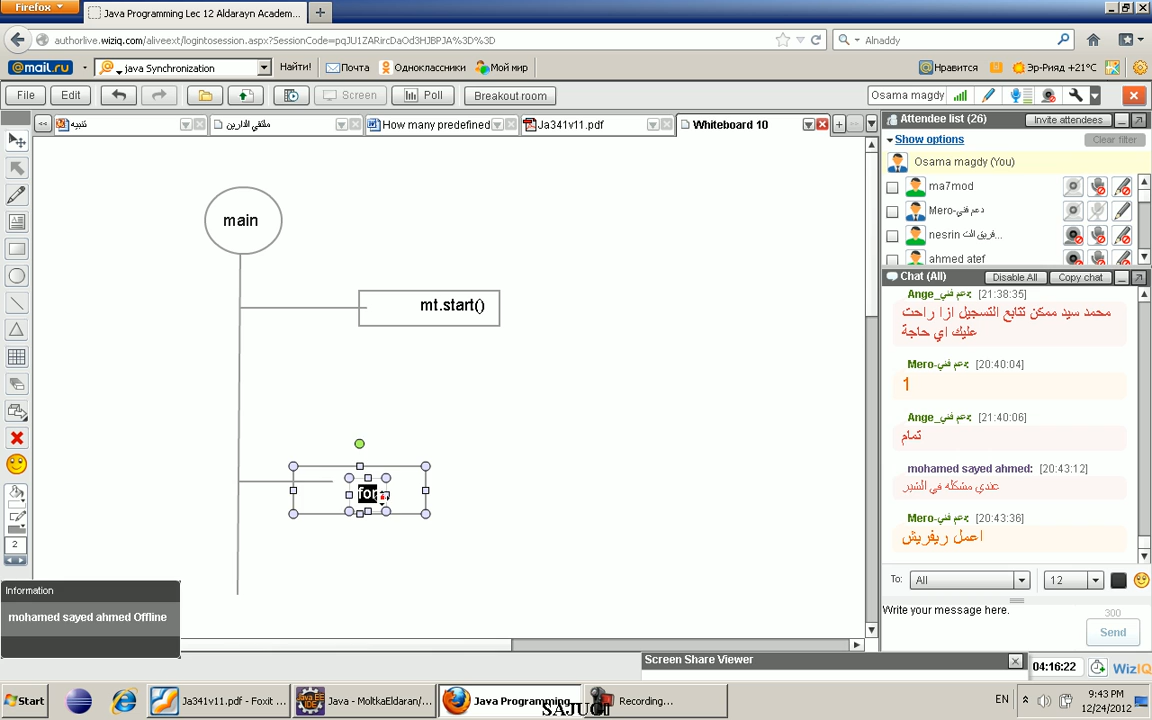 Firefox
Java Programming Lec 12 Aldarayn Academ...
authorlive.wiziq.com/aliveext/logintosession.aspx?SessionCode=pqJU1ZARircDaOd3HJBPJA%3D%3D
Alnaddy
@mail.ru
java Synchronization
Найти!
Почта
Одноклассники
Мой мир
Нравится
Эр-Рияд +21°C
File
Edit
Screen
Poll
Breakout room
Osama magdy
<<
تنبيه
ملتقي الدارين
How many predefined
Ja341v11.pdf
Whiteboard 10
Attendee list (26)
Invite attendees
Show options
Clear filter
Osama magdy (You)
ma7mod
Mero-دعم فني
nesrin فريق الت...
ahmed atef
Chat (All)
Disable All
Copy chat
Ange_دعم فني: [21:38:35]
محمد سيد ممكن تتابع التسجيل ازا راحت
عليك اي حاجة
Mero-دعم فني: [20:40:04]
1
Ange_دعم فني: [21:40:06]
تمام
mohamed sayed ahmed: [20:43:12]
عندي مشكله في الشير
Mero-دعم فني: [20:43:36]
اعمل ريفريش
main
mt.start()
for
2
Information
mohamed sayed ahmed Offline
To:
All
12
Write your message here.
300
Send
Screen Share Viewer
04:16:22
WizIQ
Start
Ja341v11.pdf - Foxit ...
Java - MoltkaEldaran/...
Java Programming
Recording...
EN
9:43 PM
12/24/2012